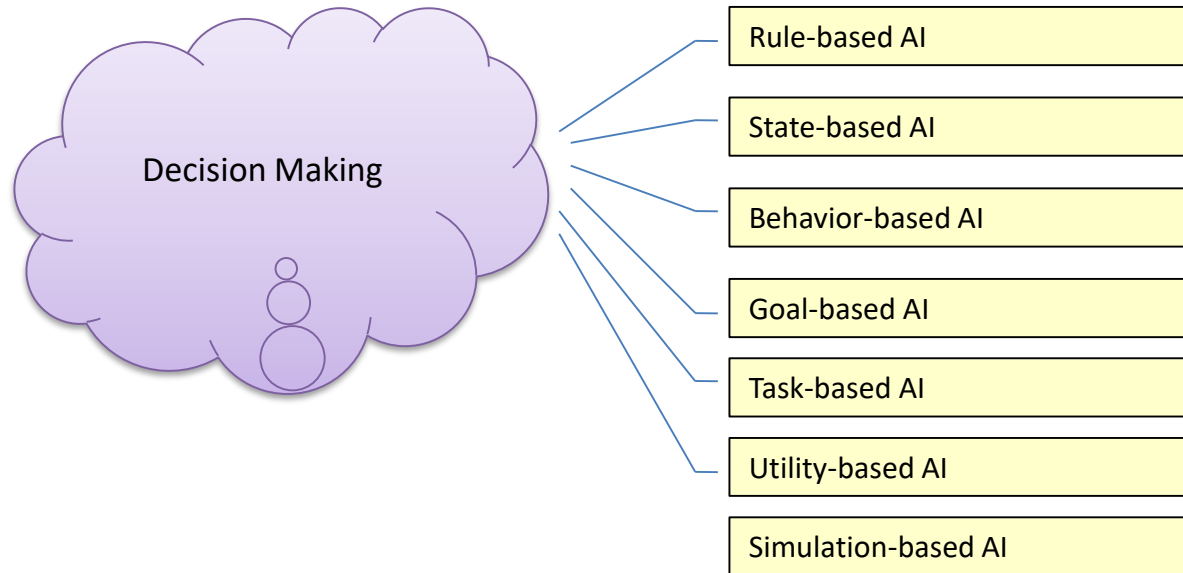 Decision Making
Rule-based AI
State-based AI
Behavior-based AI
Goal-based AI
Task-based AI
Utility-based AI
Simulation-based AI